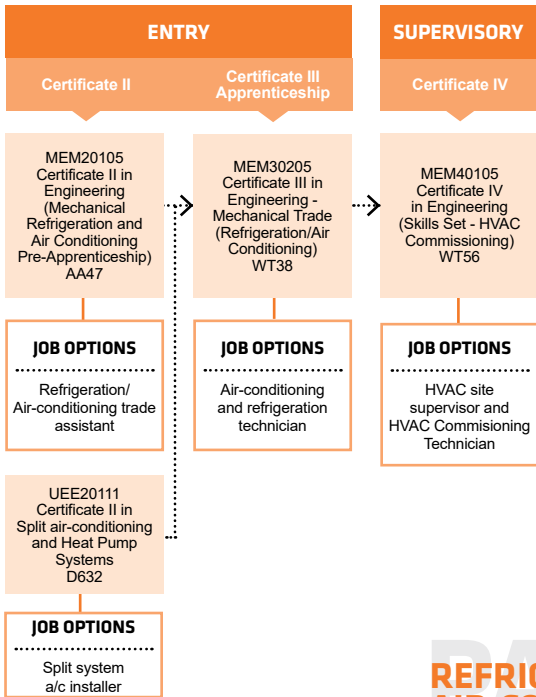 ENTRY
SUPERVISORY
Certificate II
Certificate III
Apprenticeship
Certificate IV
MEM20105
Certificate II in
Engineering
(Mechanical
Refrigeration and
Air Conditioning
Pre-Apprenticeship)
AA47
MEM30205
Certificate III in
Engineering -
Mechanical Trade
(Refrigeration/Air
Conditioning)
WT38
MEM40105
Certificate IV
in Engineering
(Skills Set - HVAC
Commissioning)
WT56
JOB OPTIONS
Refrigeration/
Air-conditioning trade
assistant
JOB OPTIONS
Air-conditioning
and refrigeration
technician
JOB OPTIONS
HVAC site
supervisor and
HVAC Commisioning
Technician
UEE20111
Certificate II in
Split air-conditioning
and Heat Pump
Systems
D632
JOB OPTIONS
Split system
a/c installer